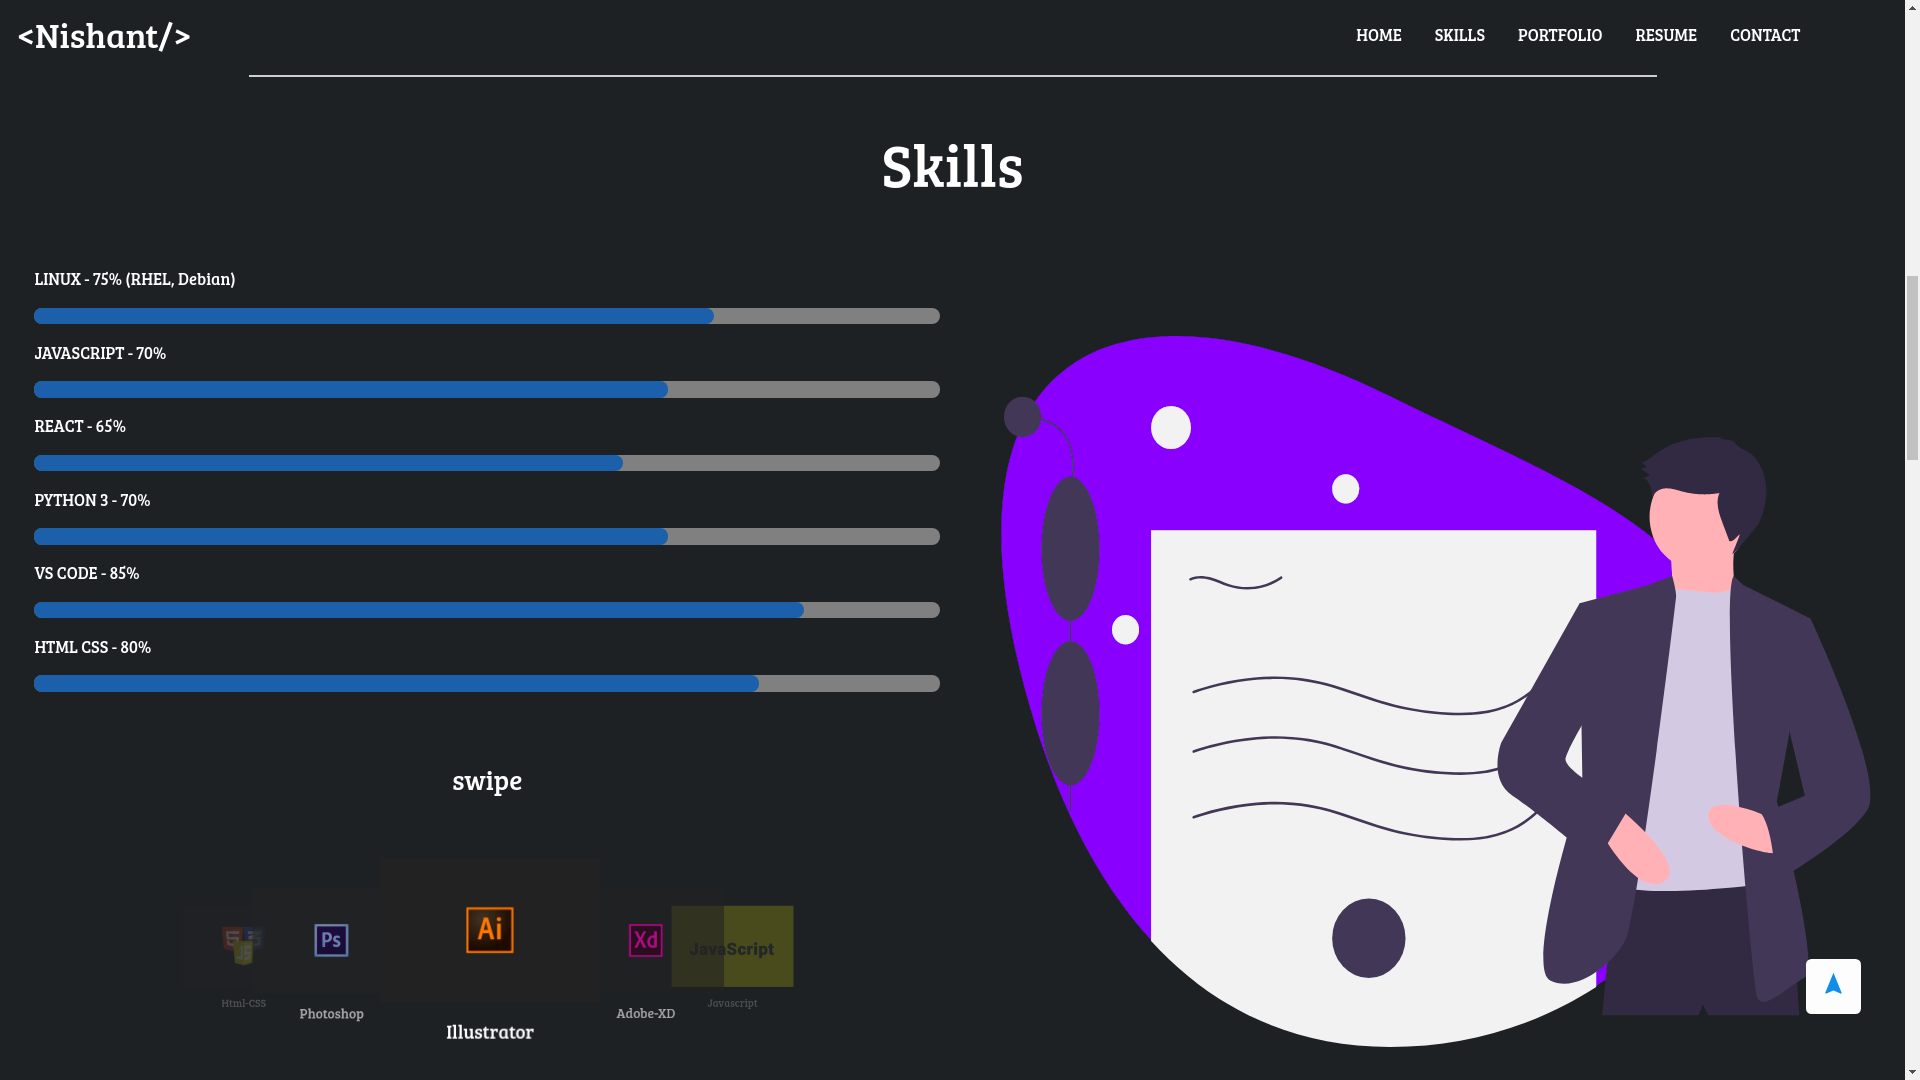 <Nishant/>
HOME SKILLS PORTFOLIO RESUME CONTACT
Skills
LINUX - 75% (RHEL, Debian)
JAVASCRIPT - 70%
REACT - 65%
PYTHON 3 - 70%
VS CODE - 85%
HTML CSS - 80%
swipe
Ps
Ai
Xd
JavaScript
Html-CSS
Photoshop
Illustrator
Adobe-XD
Javascript